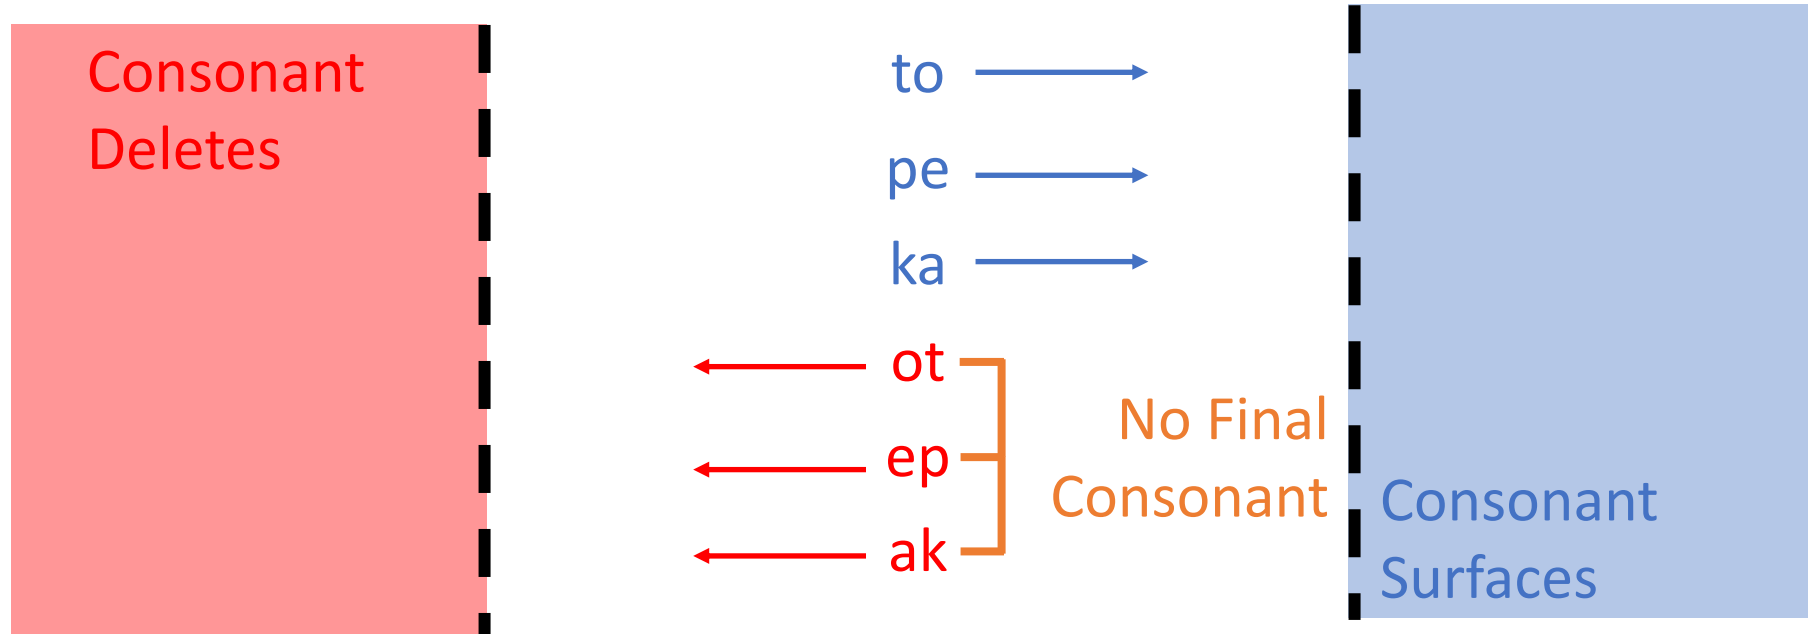 Consonant
Deletes
to
pe
ka
ot
ep
ak
No Final
Consonant
Consonant
Surfaces